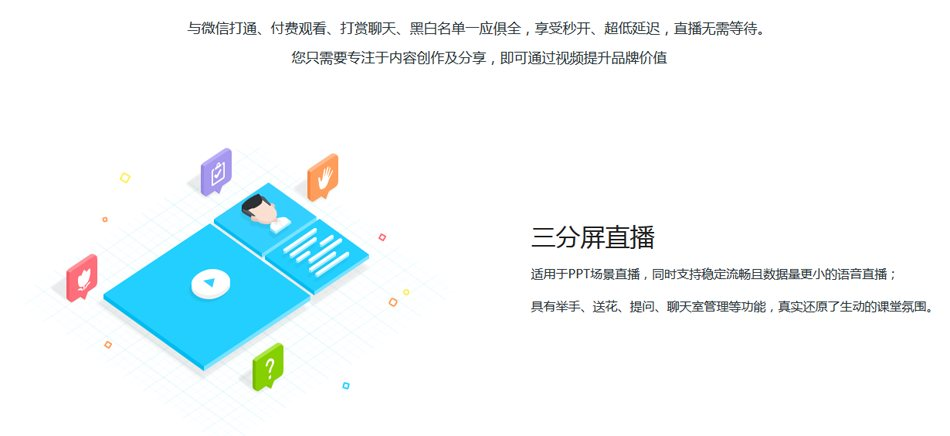 与微信打通、付费观看、打赏聊天、黑白名单一应俱全，享受秒开、超低延迟，直播无需等待。
您只需要专注于内容创作及分享，即可通过视频提升品牌价值
三分屏直播
适用于PPT场景直播，同时支持稳定流畅且数据量更小的语音直播；
具有举手、送花、提问、聊天室管理等功能，真实还原了生动的课堂氛围。
?